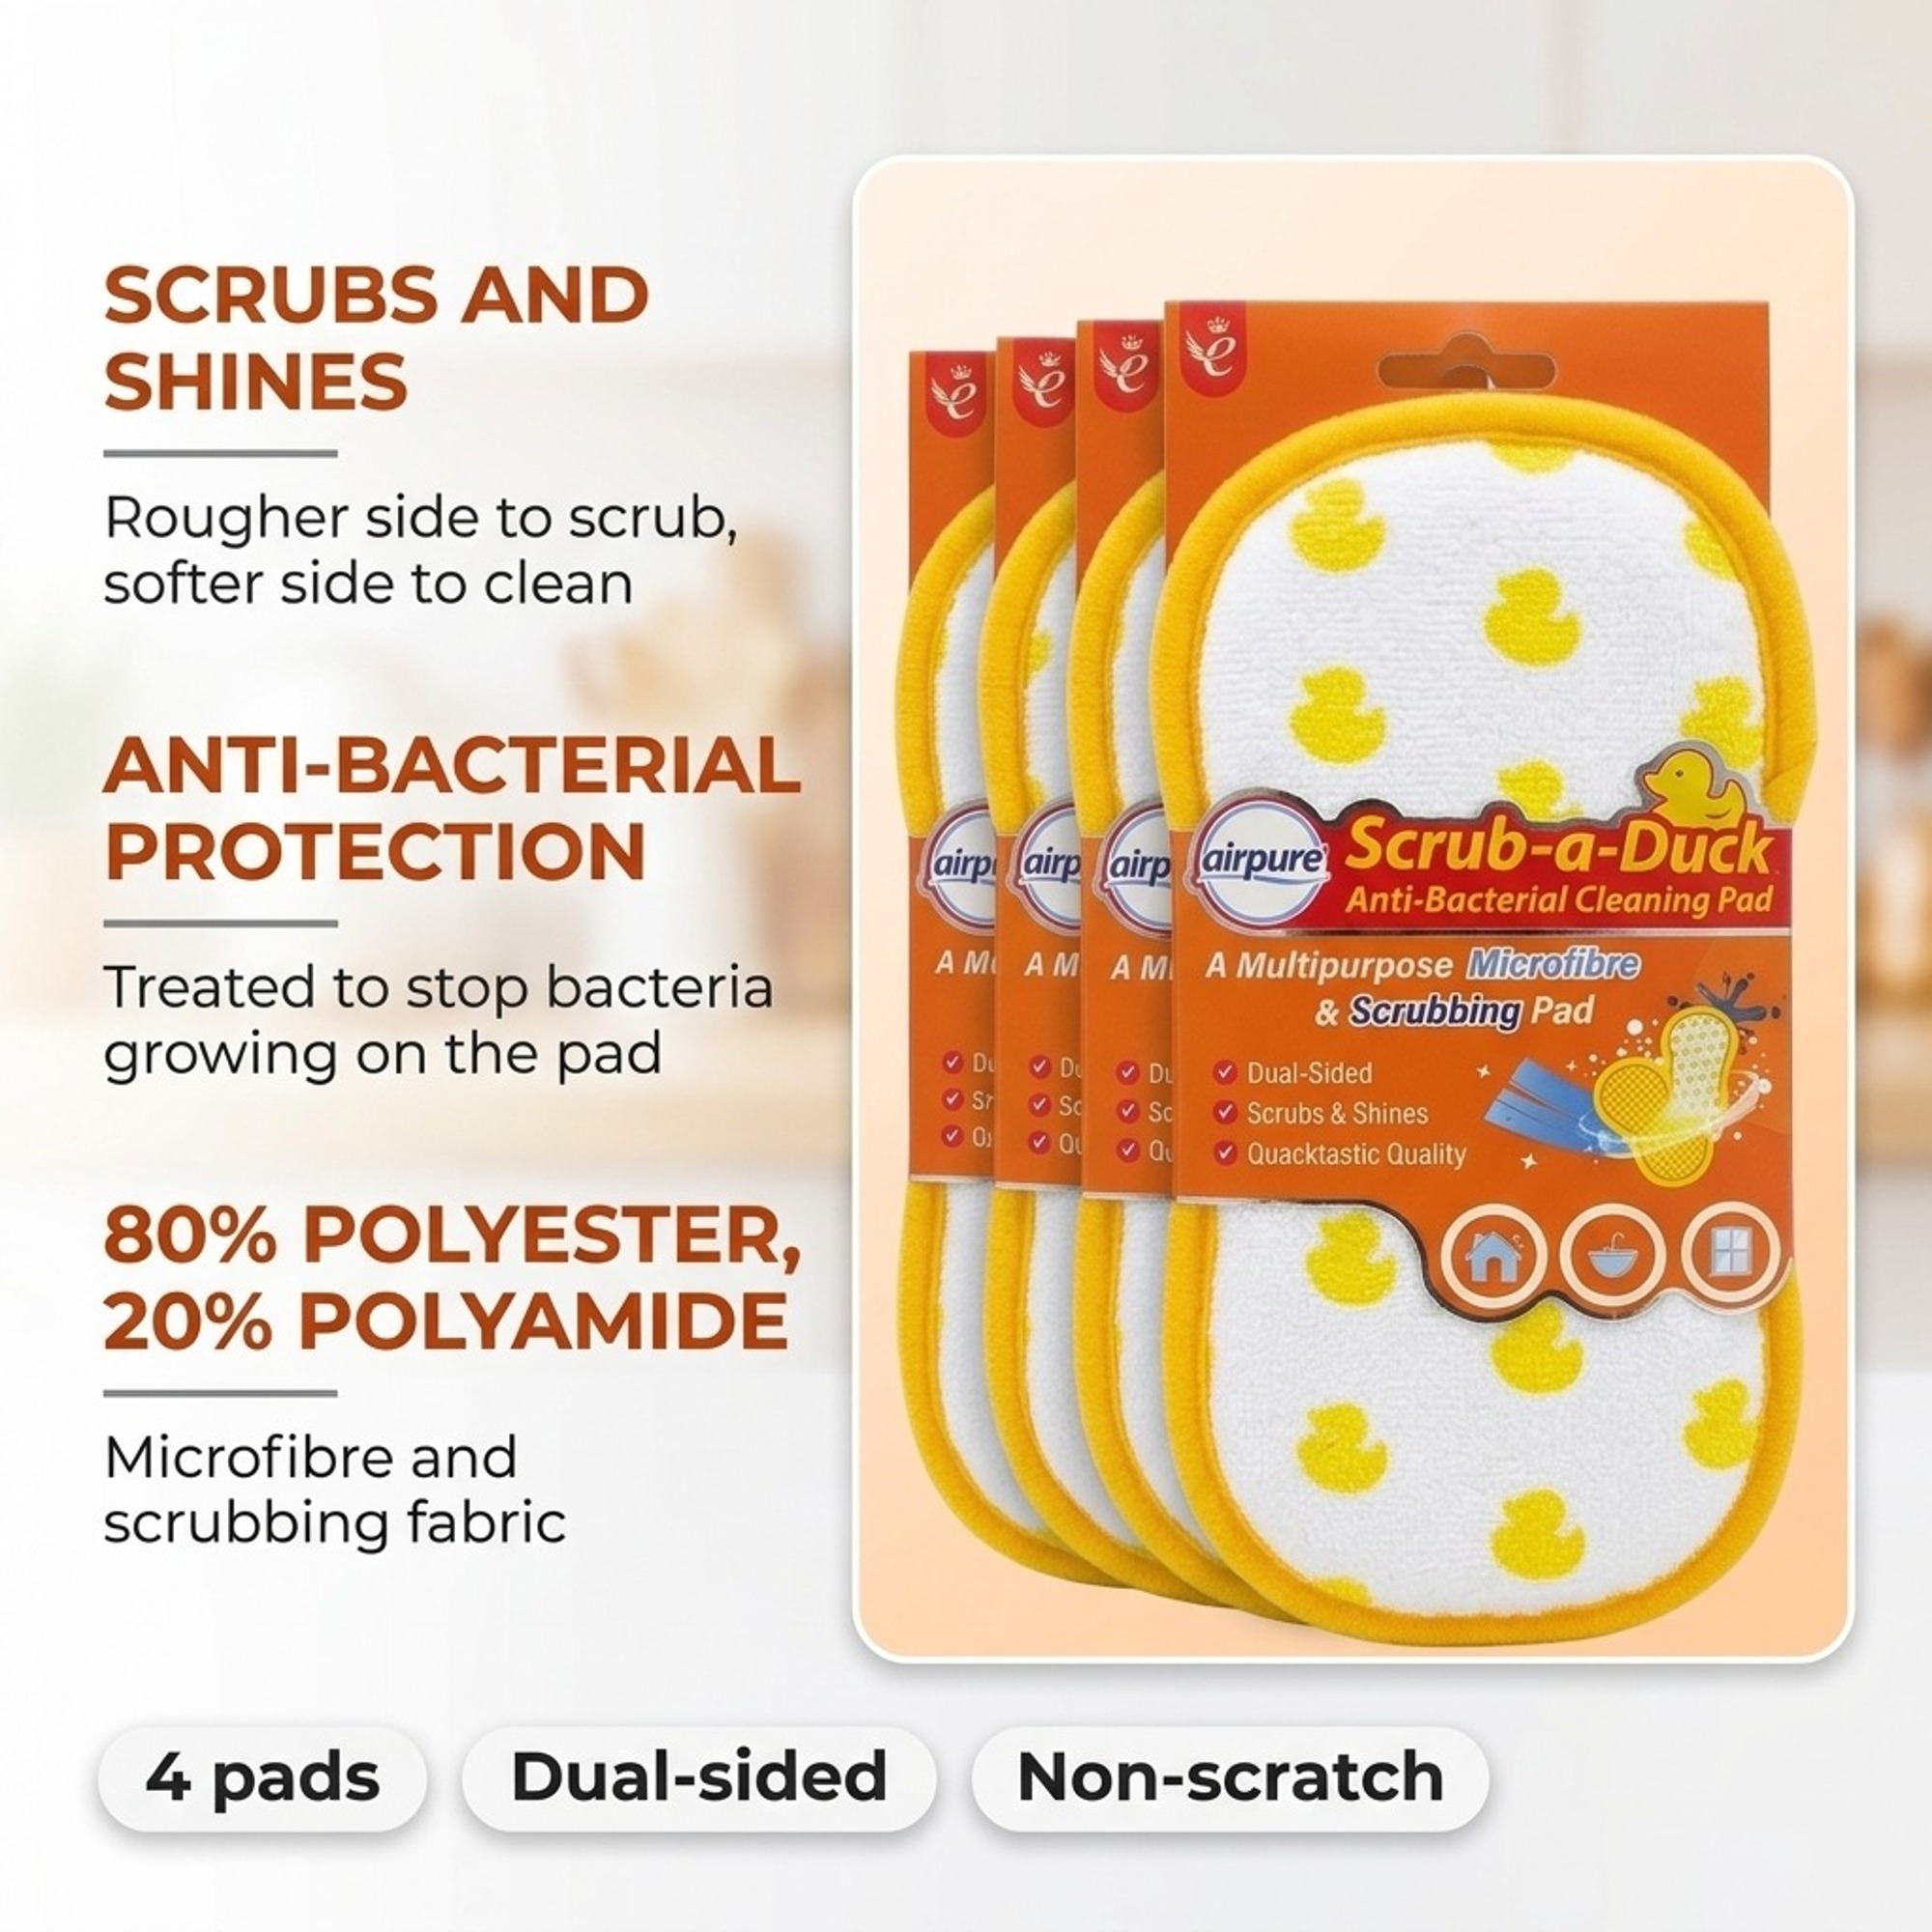 SCRUBS AND
SHINES
Rougher side to scrub,
softer side to clean
ANTI-BACTERIAL
PROTECTION
Treated to stop bacteria
growing on the pad
80% POLYESTER,
20% POLYAMIDE
Microfibre and
scrubbing fabric
airpure
Scrub-a-Duck
Anti-Bacterial Cleaning Pad
A Multipurpose Microfibre
& Scrubbing Pad
Dual-Sided
Scrubs & Shines
Quacktastic Quality
4 pads
Dual-sided
Non-scratch